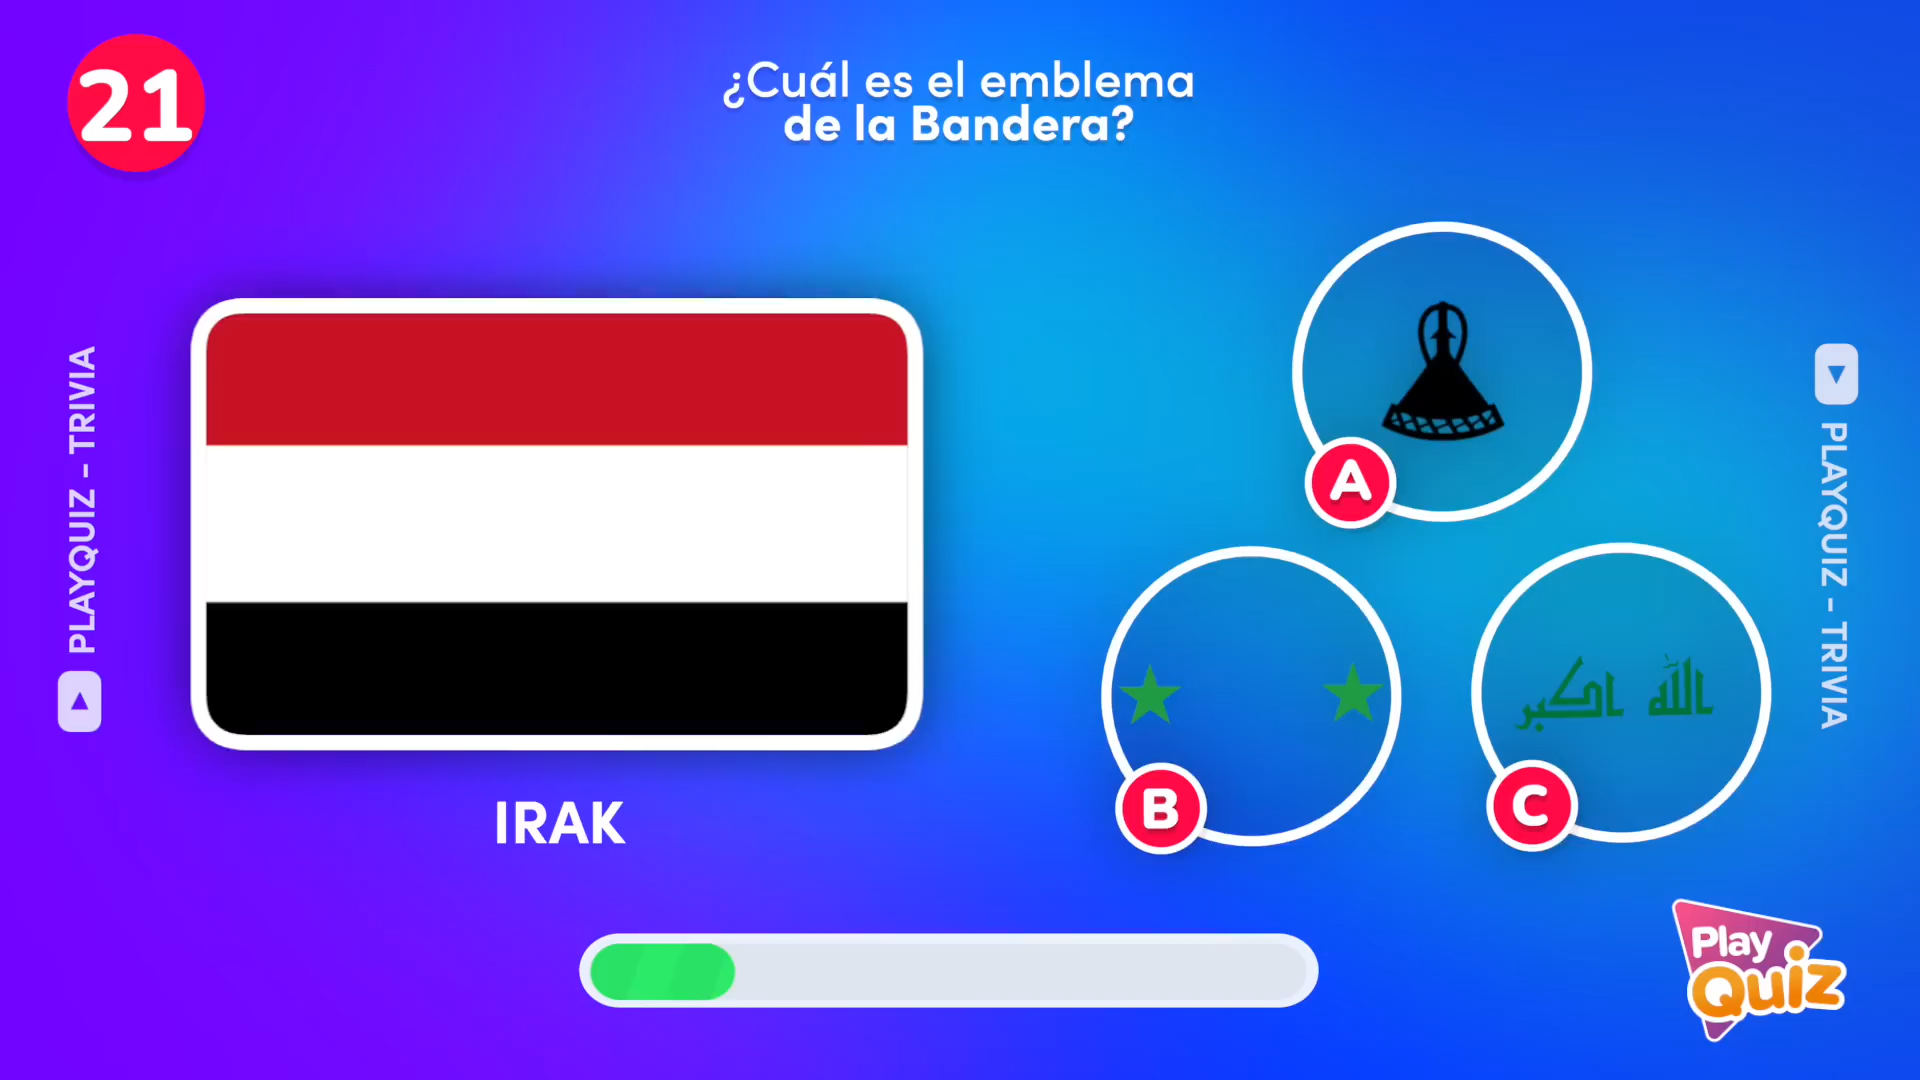 21
¿Cuál es el emblema
de la Bandera?
PLAYQUIZ - TRIVIA
IRAK
A
B
C
الله اكبر
PLAYQUIZ - TRIVIA
Play
Quiz